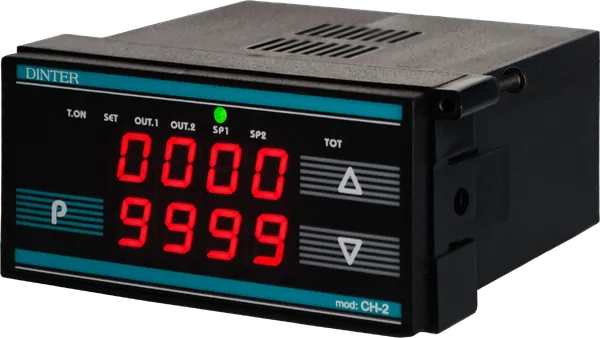 DINTER
T.ON SET OUT.1 OUT.2 SP1 SP2 TOT
0000
9999
P
mod: CH-2